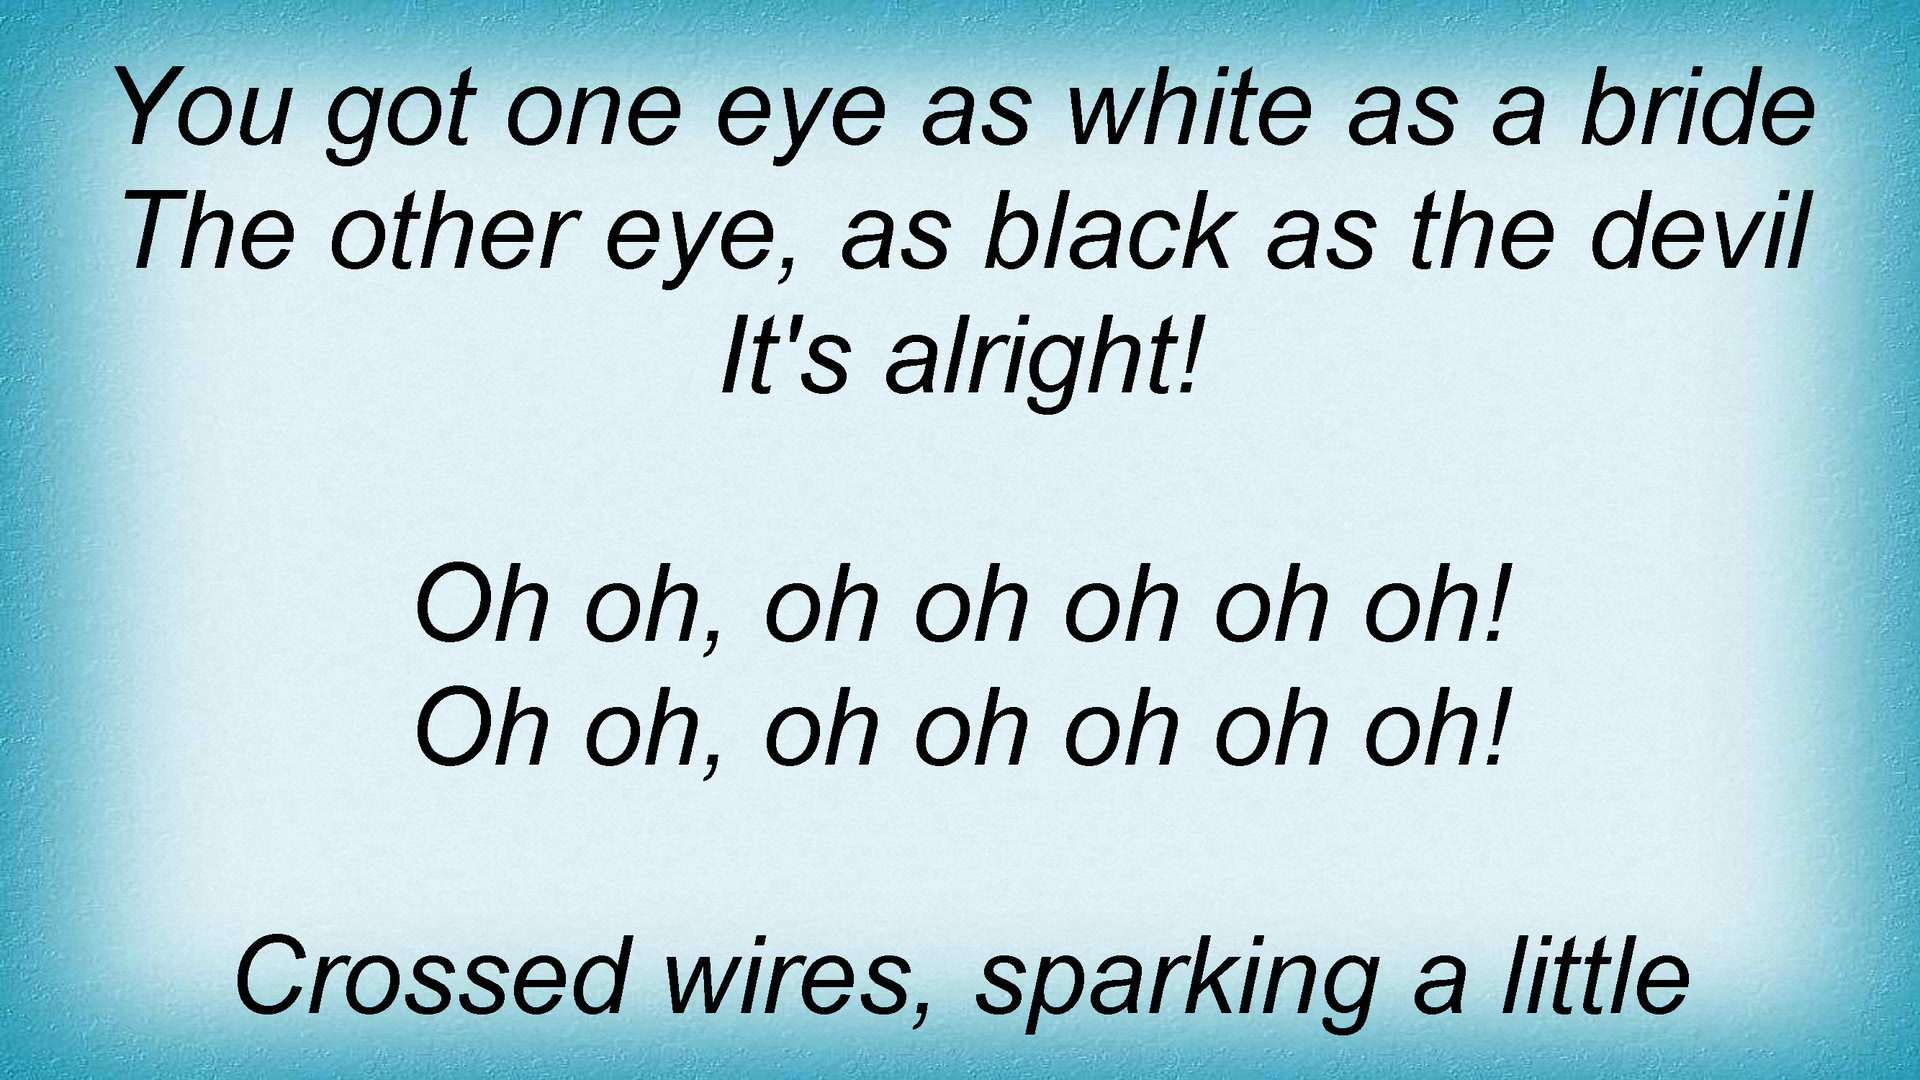 You got one eye as white as a bride
The other eye, as black as the devil
It's alright!
Oh oh, oh oh oh oh oh!
Oh oh, oh oh oh oh oh!
Crossed wires, sparking a little